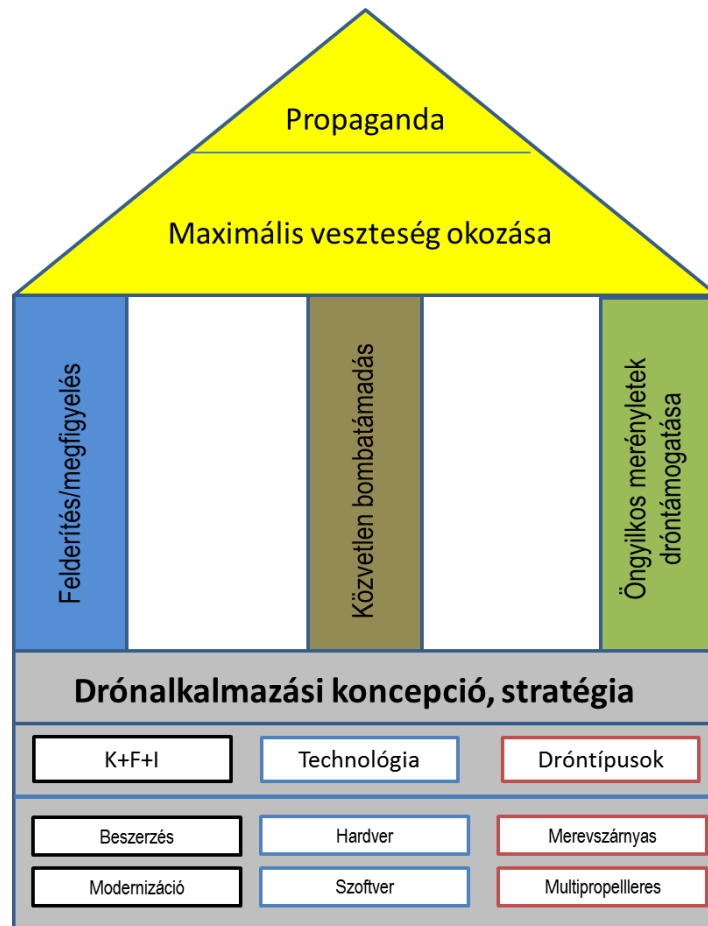 Propaganda
Maximális veszteség okozása
Felderítés/megfigyelés
Közvetlen bombatámadás
Öngyilkos merényletek
dróntámogatása
Drónalkalmazási koncepció, stratégia
K+F+I
Technológia
Dróntípusok
Beszerzés
Hardver
Merevszárnyas
Modernizáció
Szoftver
Multipropellleres